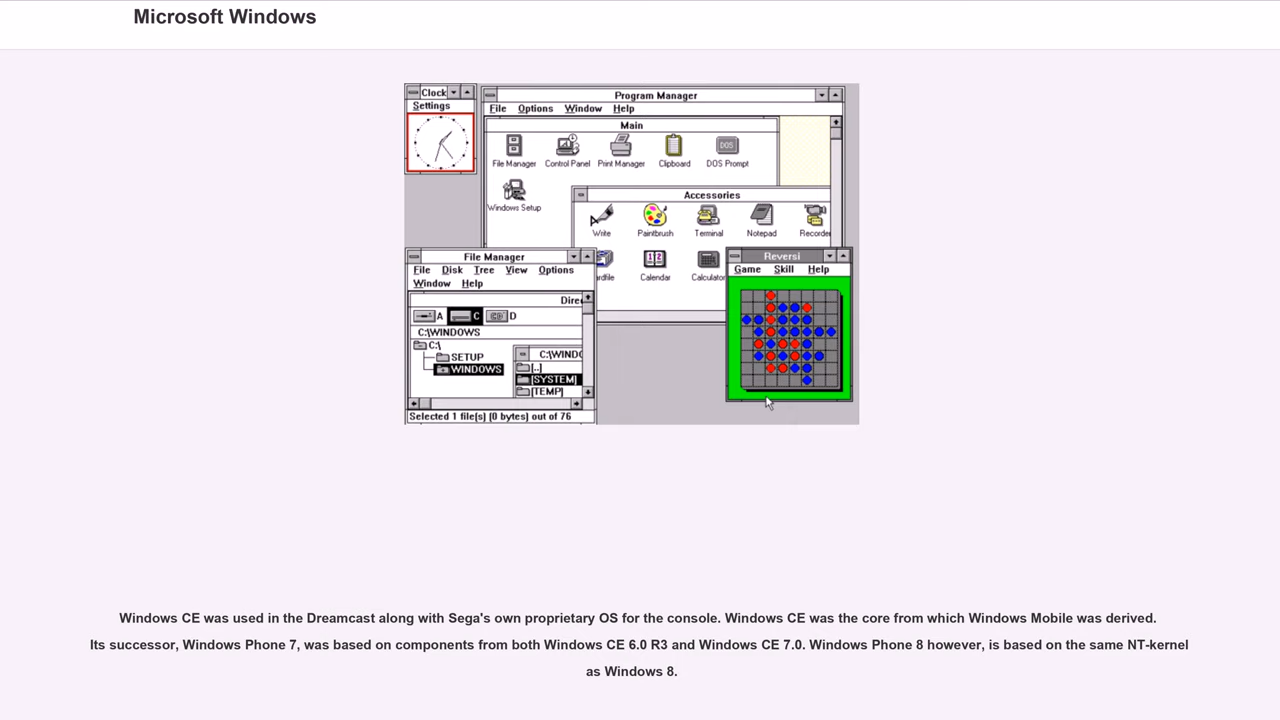 Microsoft Windows
Clock
Settings
Program Manager
File Options Window Help
Main
File Manager Control Panel Print Manager Clipboard DOS Prompt
DOS
Windows Setup
Accessories
Write Paintbrush Terminal Notepad Recorder
rdfile Calendar Calculator
File Manager
File Disk Tree View Options
Window Help
Direc
A C D
C:\WINDOWS
C:\
SETUP
WINDOWS
C:\WINDO
[..]
[SYSTEM]
[TEMP]
Selected 1 file(s) (0 bytes) out of 76
Reversi
Game Skill Help
Windows CE was used in the Dreamcast along with Sega's own proprietary OS for the console. Windows CE was the core from which Windows Mobile was derived.
Its successor, Windows Phone 7, was based on components from both Windows CE 6.0 R3 and Windows CE 7.0. Windows Phone 8 however, is based on the same NT-kernel
as Windows 8.